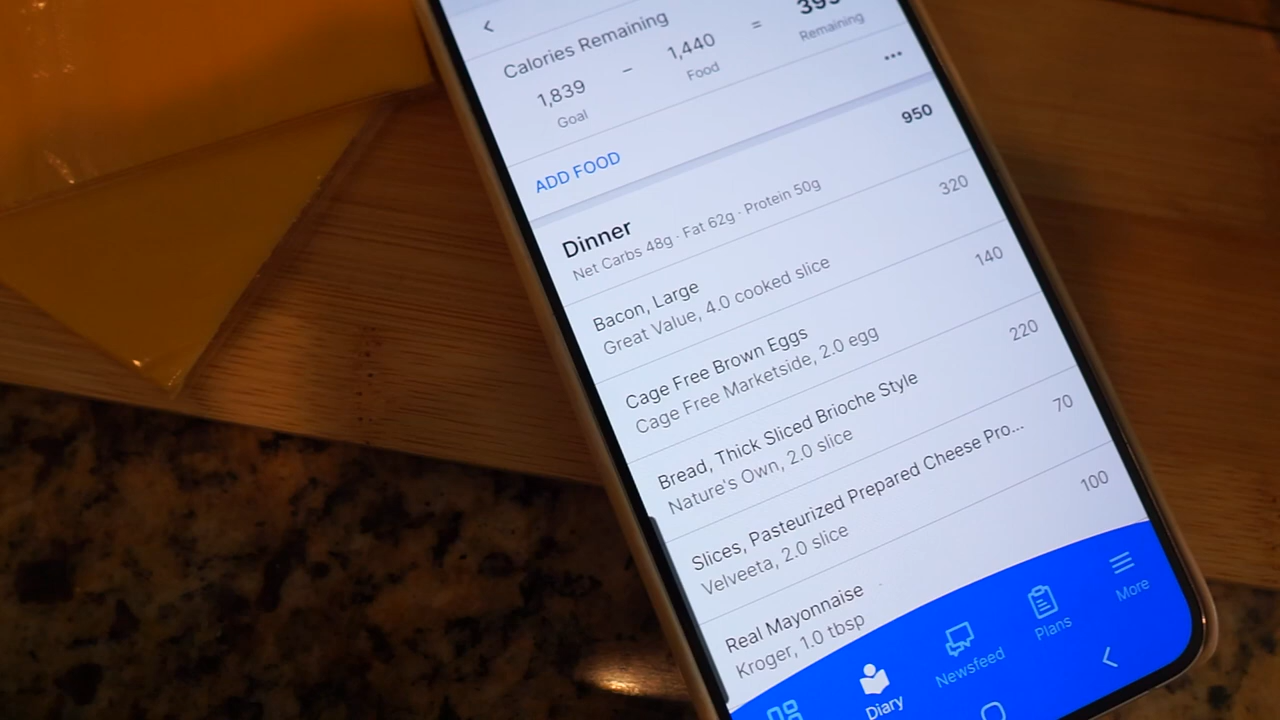 Calories Remaining
1,839 - 1,440 = 399
Goal Food Remaining
ADD FOOD
Dinner 950
Net Carbs 48g · Fat 62g · Protein 50g
Bacon, Large 320
Great Value, 4.0 cooked slice
Cage Free Brown Eggs 140
Cage Free Marketside, 2.0 egg
Bread, Thick Sliced Brioche Style 220
Nature's Own, 2.0 slice
Slices, Pasteurized Prepared Cheese Pro... 70
Velveeta, 2.0 slice
Real Mayonnaise 100
Kroger, 1.0 tbsp
Diary Newsfeed Plans More